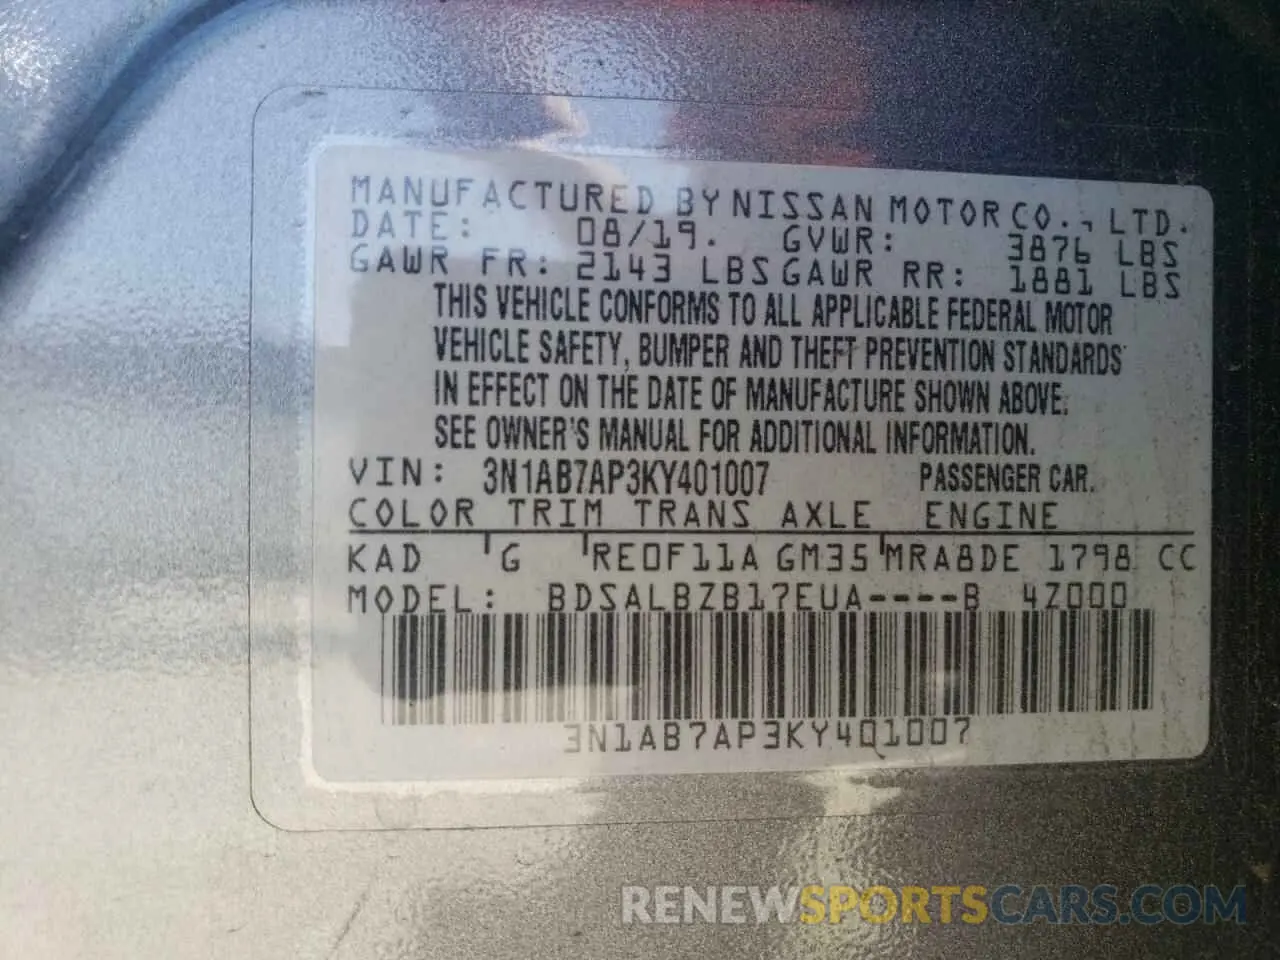 MANUFACTURED BY NISSAN MOTOR CO., LTD.
DATE: 08/19. GVWR: 3876 LBS
GAWR FR: 2143 LBS GAWR RR: 1881 LBS
THIS VEHICLE CONFORMS TO ALL APPLICABLE FEDERAL MOTOR
VEHICLE SAFETY, BUMPER AND THEFT PREVENTION STANDARDS
IN EFFECT ON THE DATE OF MANUFACTURE SHOWN ABOVE.
SEE OWNER'S MANUAL FOR ADDITIONAL INFORMATION.
VIN: 3N1AB7AP3KY401007 PASSENGER CAR.
COLOR TRIM TRANS AXLE ENGINE
KAD G RE0F11A GM35 MRA8DE 1798 CC
MODEL: BDSALBZB17EUA----B 4Z000
3N1AB7AP3KY401007
RENEWSPORTSCARS.COM